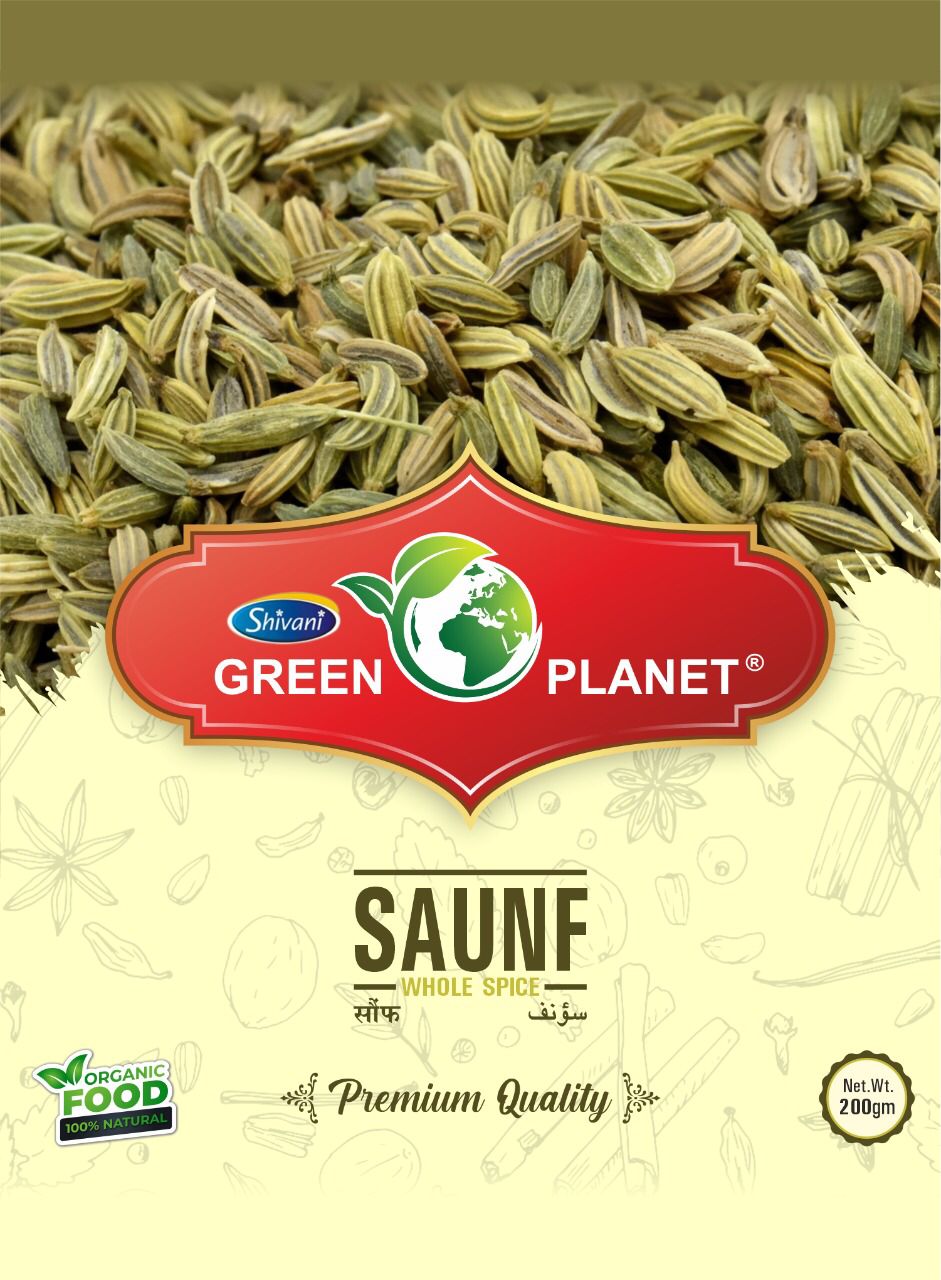 Shivani
GREEN PLANET®
SAUNF
WHOLE SPICE
सौंफ سؤنف
ORGANIC
FOOD
100% NATURAL
Premium Quality
Net.Wt.
200gm